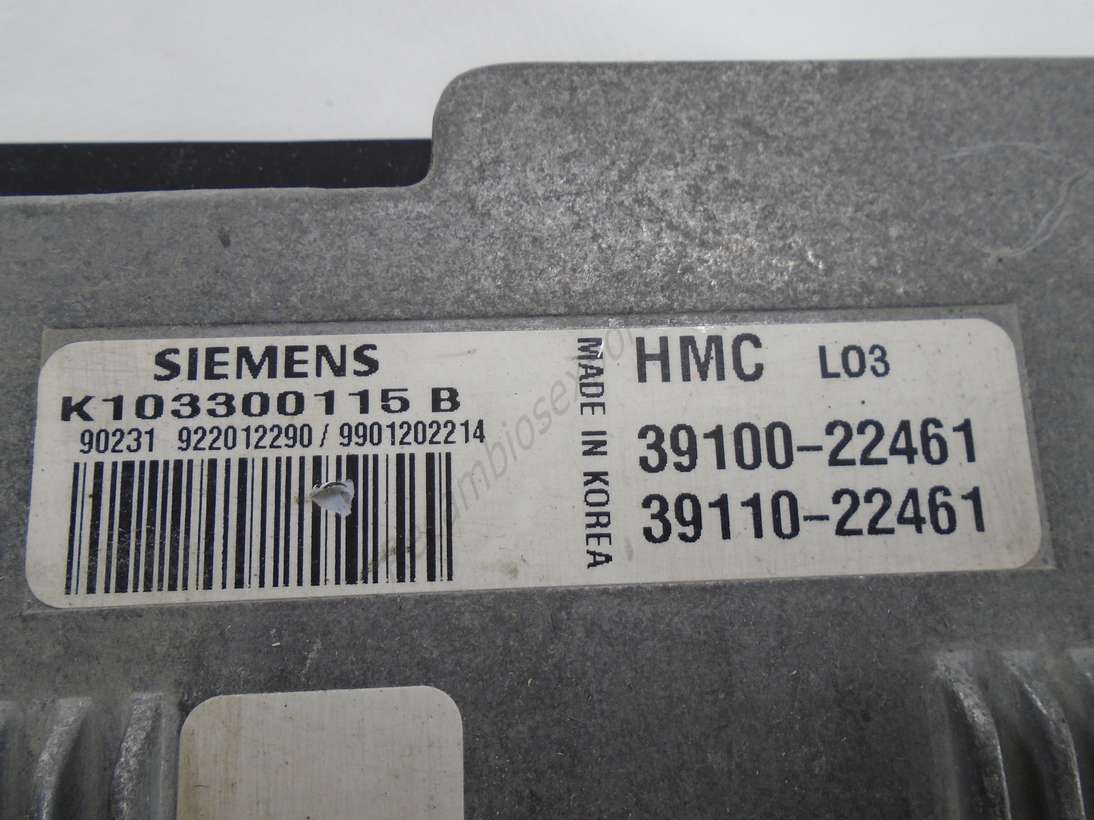 SIEMENS
K103300115 B
90231 922012290 / 9901202214
MADE IN KOREA
HMC L03
39100-22461
39110-22461